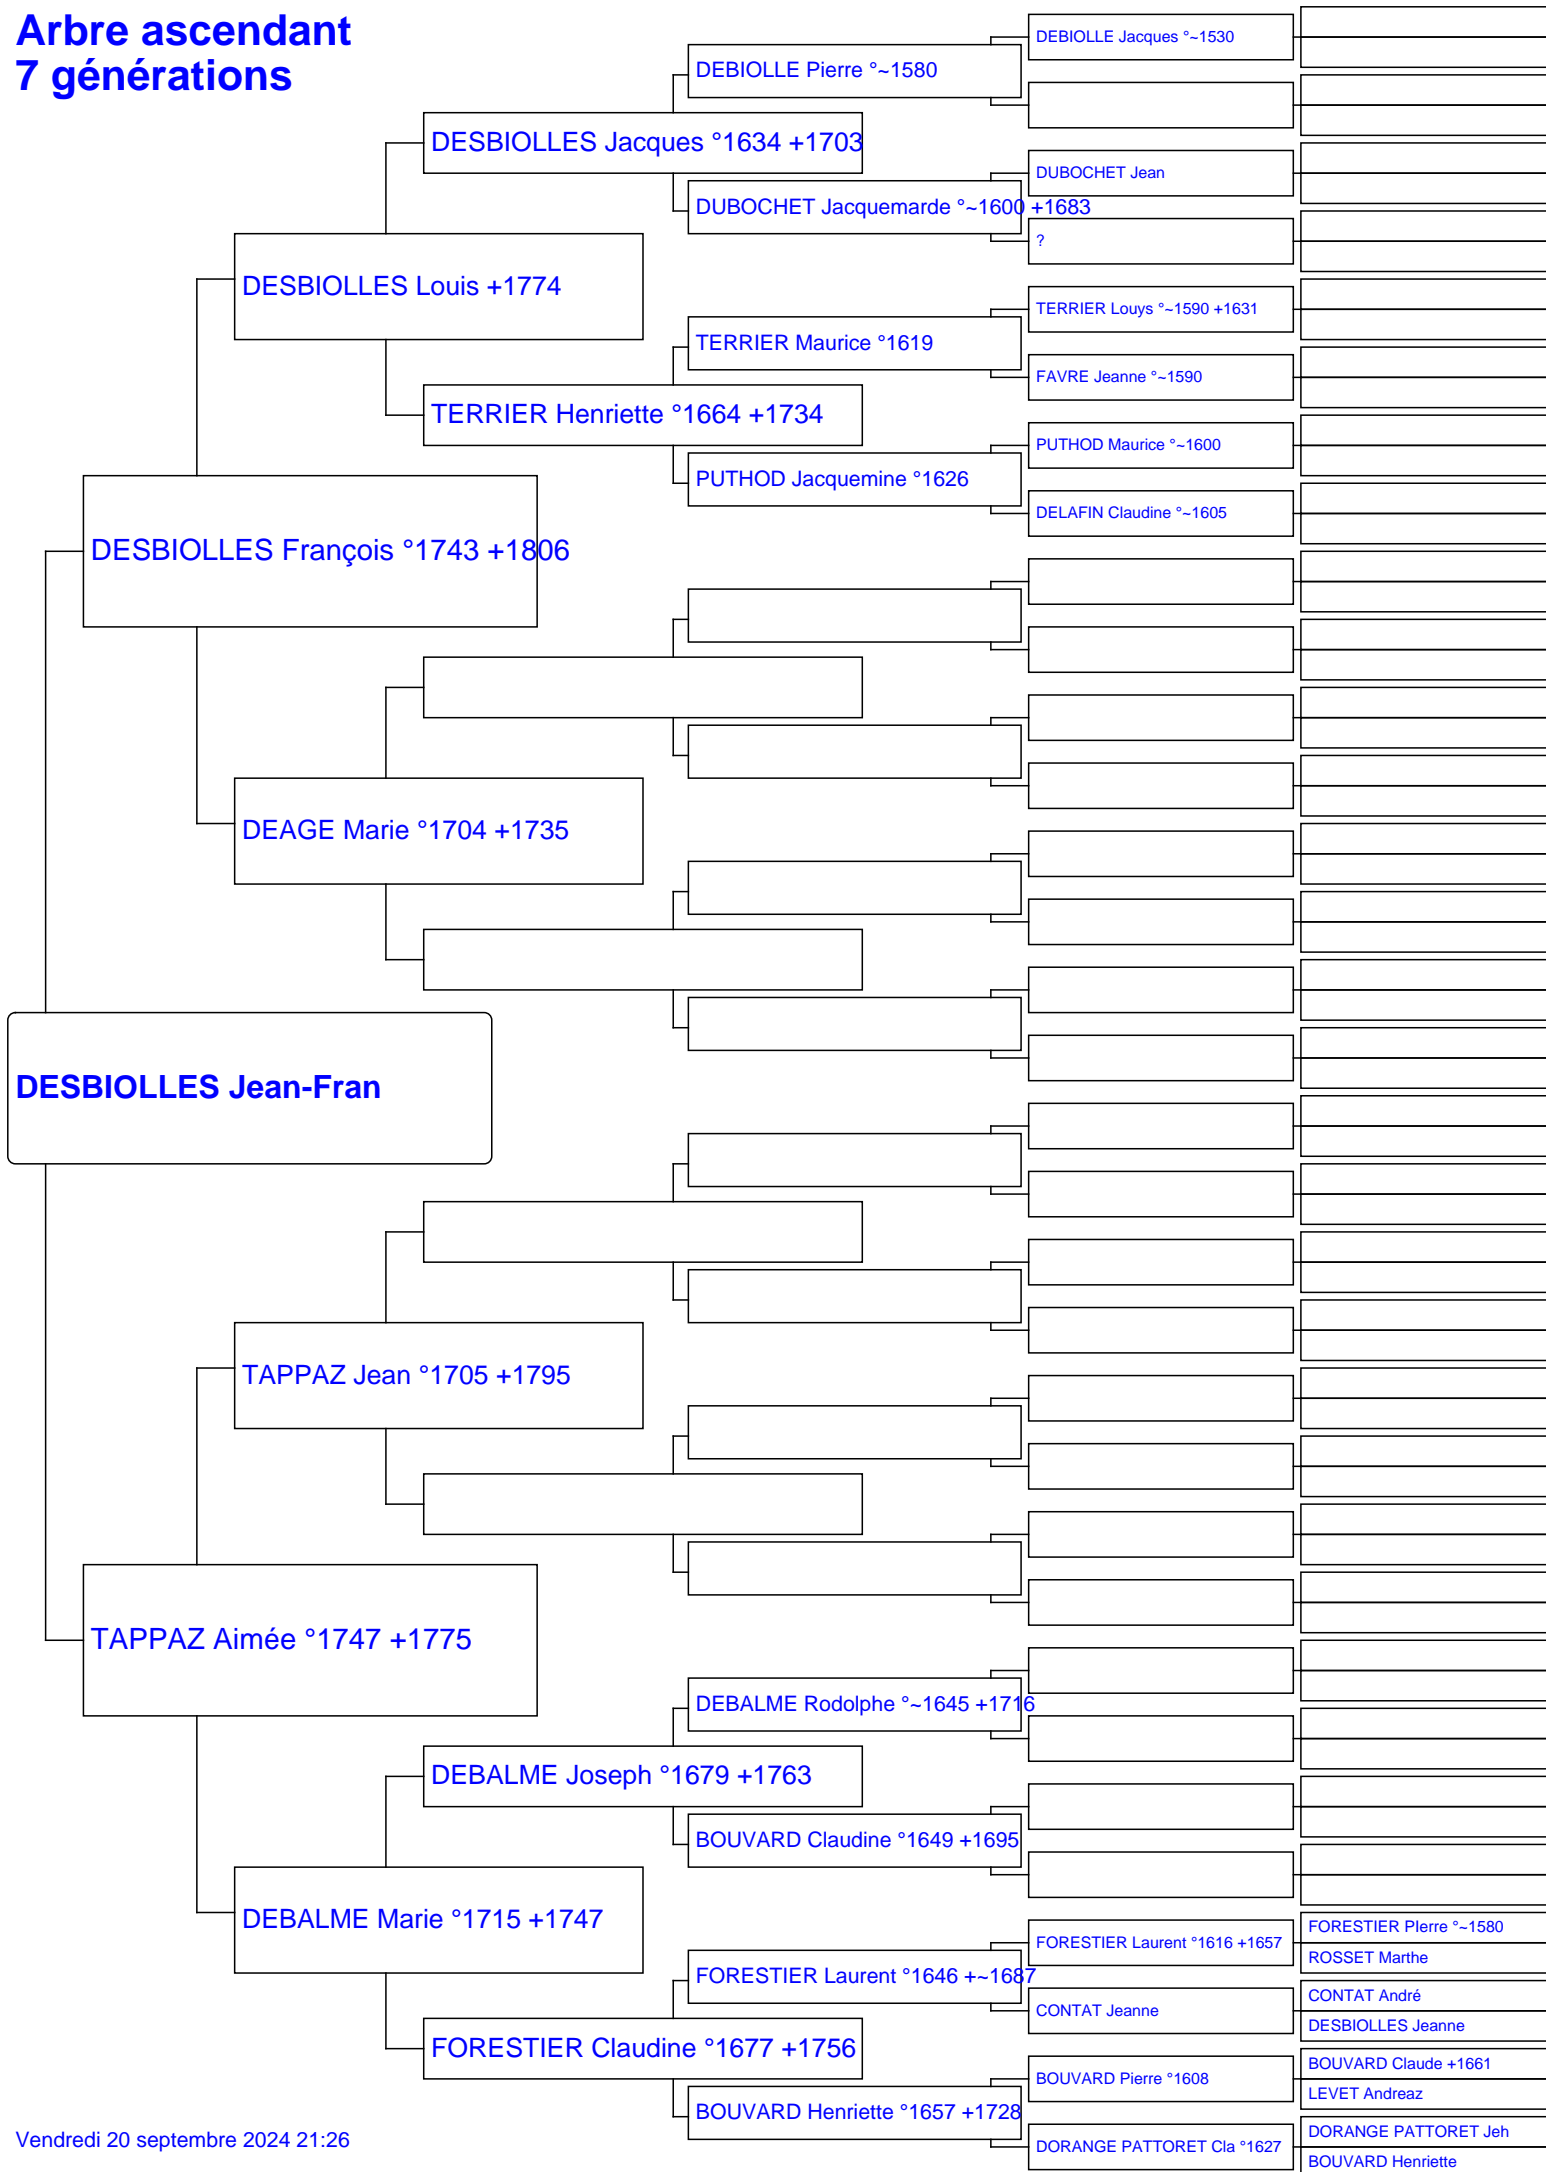 Arbre ascendant
7 générations
DEBIOLLE Jacques °~1530
DEBIOLLE Pierre °~1580
DESBIOLLES Jacques °1634 +1703
DUBOCHET Jean
DUBOCHET Jacquemarde °~1600 +1683
?
DESBIOLLES Louis +1774
TERRIER Louys °~1590 +1631
TERRIER Maurice °1619
FAVRE Jeanne °~1590
TERRIER Henriette °1664 +1734
PUTHOD Maurice °~1600
PUTHOD Jacquemine °1626
DELAFIN Claudine °~1605
DESBIOLLES François °1743 +1806
DEAGE Marie °1704 +1735
DESBIOLLES Jean-Fran
TAPPAZ Jean °1705 +1795
TAPPAZ Aimée °1747 +1775
DEBALME Rodolphe °~1645 +1716
DEBALME Joseph °1679 +1763
BOUVARD Claudine °1649 +1695
DEBALME Marie °1715 +1747
FORESTIER PIerre °~1580
FORESTIER Laurent °1616 +1657
ROSSET Marthe
FORESTIER Laurent °1646 +~1687
CONTAT André
CONTAT Jeanne
DESBIOLLES Jeanne
FORESTIER Claudine °1677 +1756
BOUVARD Claude +1661
BOUVARD Pierre °1608
LEVET Andreaz
BOUVARD Henriette °1657 +1728
DORANGE PATTORET Jeh
DORANGE PATTORET Cla °1627
BOUVARD Henriette
Vendredi 20 septembre 2024 21:26